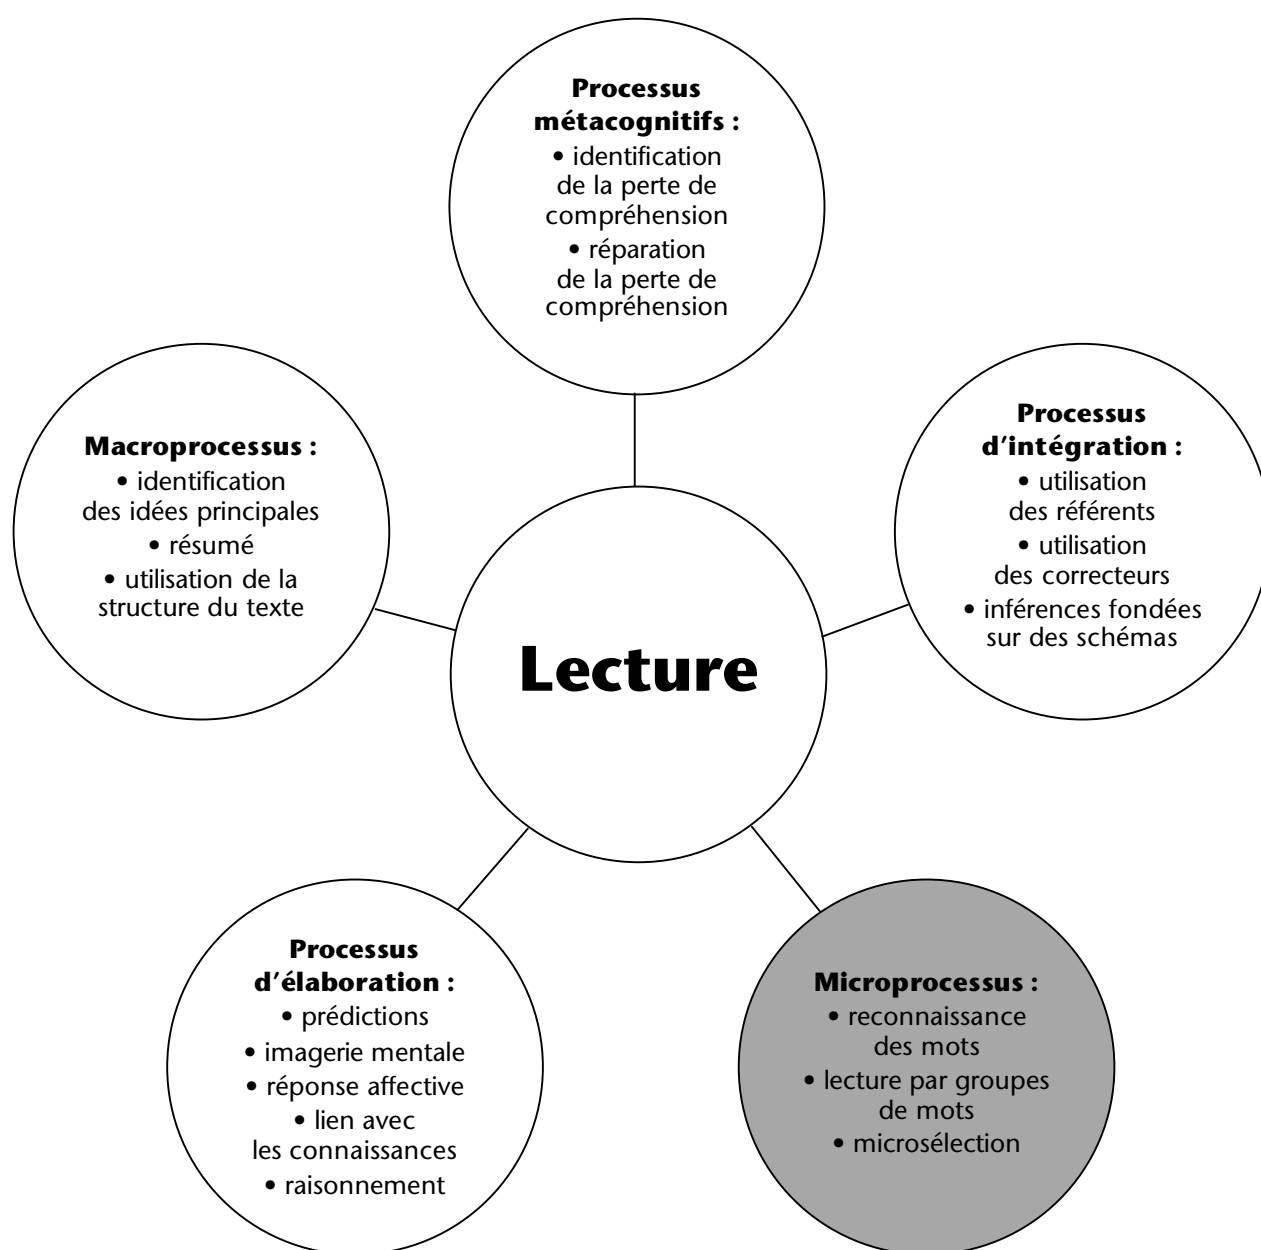 Processus
métacognitifs :
• identification
de la perte de
compréhension
• réparation
de la perte de
compréhension
Macroprocessus :
• identification
des idées principales
• résumé
• utilisation de la
structure du texte
Processus
d’intégration :
• utilisation
des référents
• utilisation
des correcteurs
• inférences fondées
sur des schémas
Lecture
Processus
d’élaboration :
• prédictions
• imagerie mentale
• réponse affective
• lien avec
les connaissances
• raisonnement
Microprocessus :
• reconnaissance
des mots
• lecture par groupes
de mots
• microsélection